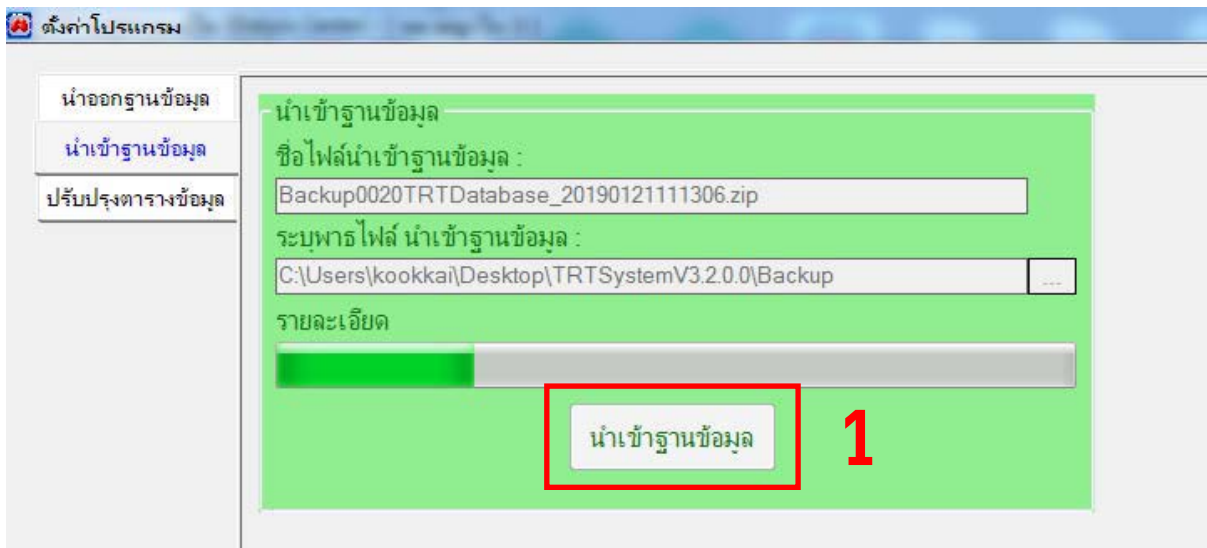 ตั้งค่าโปรแกรม
นำออกฐานข้อมูล
นำเข้าฐานข้อมูล
ปรับปรุงตารางข้อมูล
นำเข้าฐานข้อมูล
ชื่อไฟล์นำเข้าฐานข้อมูล :
Backup0020TRTDatabase_20190121111306.zip
ระบุพาธไฟล์ นำเข้าฐานข้อมูล :
C:\Users\kookkai\Desktop\TRTSystemV3.2.0.0\Backup
...
รายละเอียด
นำเข้าฐานข้อมูล
1